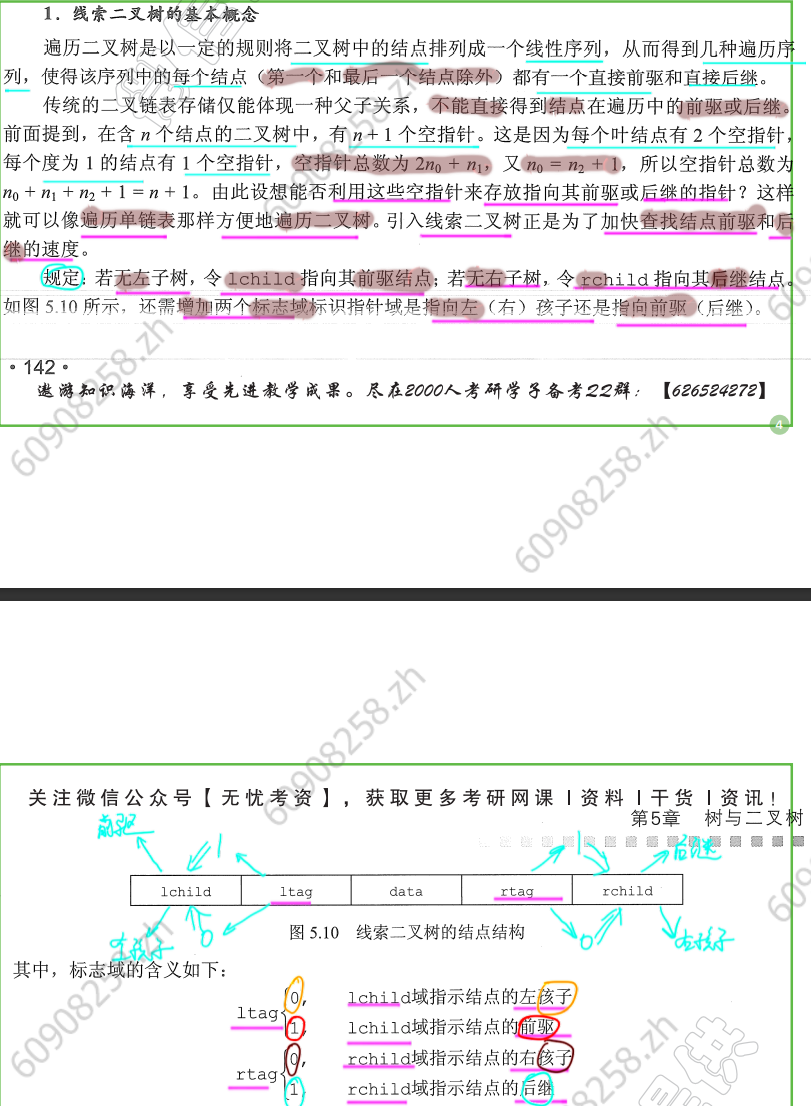 1．线索二叉树的基本概念
遍历二叉树是以一定的规则将二叉树中的结点排列成一个线性序列，从而得到几种遍历序
列，使得该序列中的每个结点（第一个和最后一个结点除外）都有一个直接前驱和直接后继。
传统的二叉链表存储仅能体现一种父子关系，不能直接得到结点在遍历中的前驱或后继。
前面提到，在含 n 个结点的二叉树中，有 n + 1 个空指针。这是因为每个叶结点有 2 个空指针，
每个度为 1 的结点有 1 个空指针，空指针总数为 2n₀ + n₁，又 n₀ = n₂ + 1，所以空指针总数为
n₀ + n₁ + n₂ + 1 = n + 1。由此设想能否利用这些空指针来存放指向其前驱或后继的指针？这样
就可以像遍历单链表那样方便地遍历二叉树。引入线索二叉树正是为了加快查找结点前驱和后
继的速度。
规定：若无左子树，令 lchild 指向其前驱结点；若无右子树，令 rchild 指向其后继结点。
如图 5.10 所示，还需增加两个标志域标识指针域是指向左（右）孩子还是指向前驱（后继）。
• 142 •
遨游知识海洋，享受先进教学成果。尽在2000人考研学子备考22群：【626524272】
4
60908258.zh
60908258.zh
60908258.zh
关注微信公众号【无忧考资】，获取更多考研网课丨资料丨干货丨资讯！
第5章 树与二叉树
前驱 1 1 后继
lchild ltag data rtag rchild
左孩子 0 0 右孩子
图 5.10 线索二叉树的结点结构
其中，标志域的含义如下：
ltag { 0, lchild域指示结点的左孩子
1, lchild域指示结点的前驱
rtag { 0, rchild域指示结点的右孩子
1, rchild域指示结点的后继